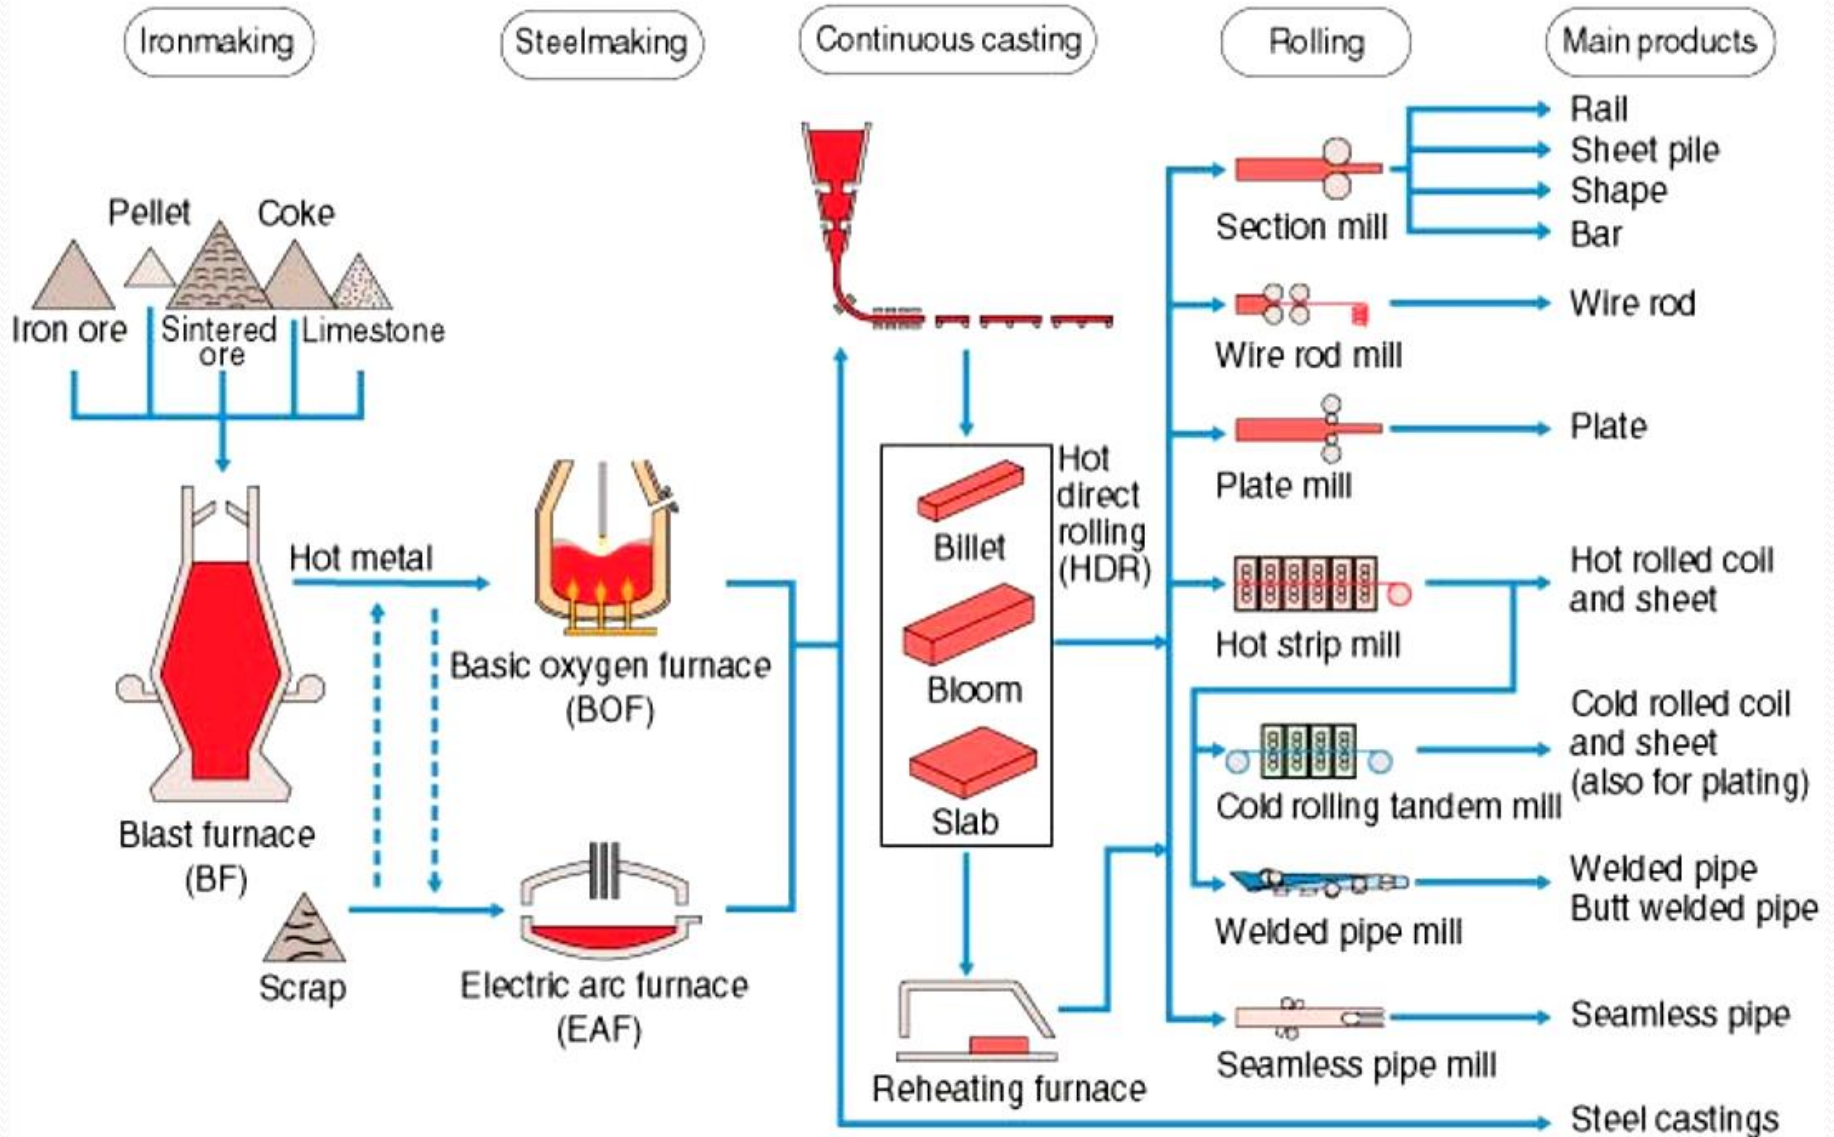 Ironmaking
Steelmaking
Continuous casting
Rolling
Main products
Pellet
Coke
Iron ore
Sintered
ore
Limestone
Hot metal
Blast furnace
(BF)
Scrap
Basic oxygen furnace
(BOF)
Electric arc furnace
(EAF)
Billet
Bloom
Slab
Hot
direct
rolling
(HDR)
Reheating furnace
Section mill
Wire rod mill
Plate mill
Hot strip mill
Cold rolling tandem mill
Welded pipe mill
Seamless pipe mill
Rail
Sheet pile
Shape
Bar
Wire rod
Plate
Hot rolled coil
and sheet
Cold rolled coil
and sheet
(also for plating)
Welded pipe
Butt welded pipe
Seamless pipe
Steel castings